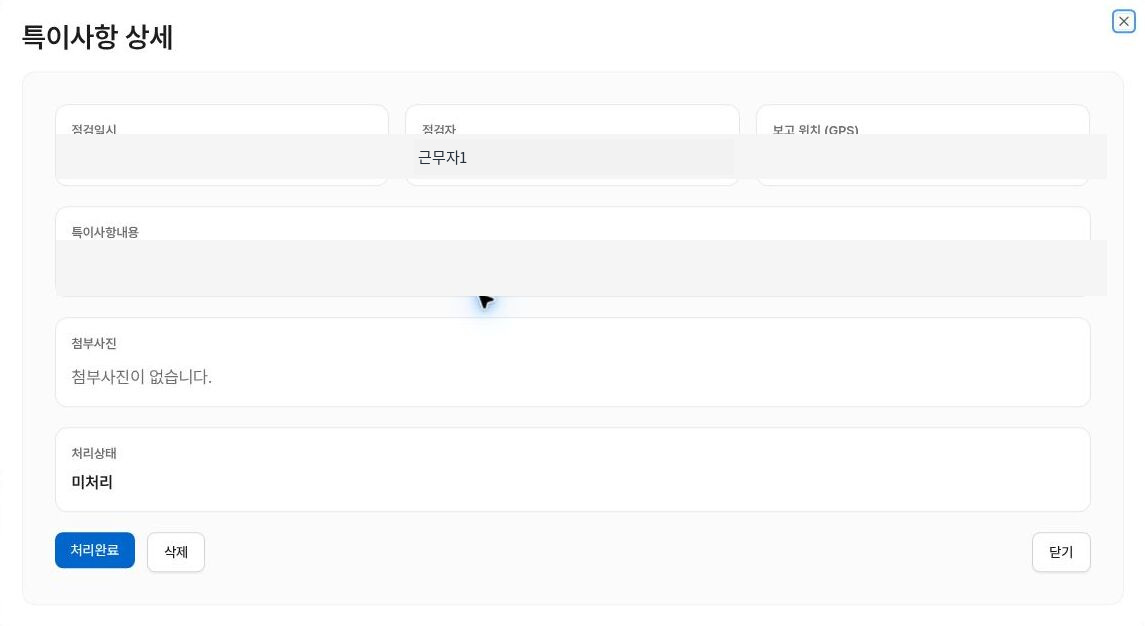 특이사항 상세
점검일시
점검자
보고 위치 (GPS)
근무자1
특이사항내용
첨부사진
첨부사진이 없습니다.
처리상태
미처리
처리완료
삭제
닫기